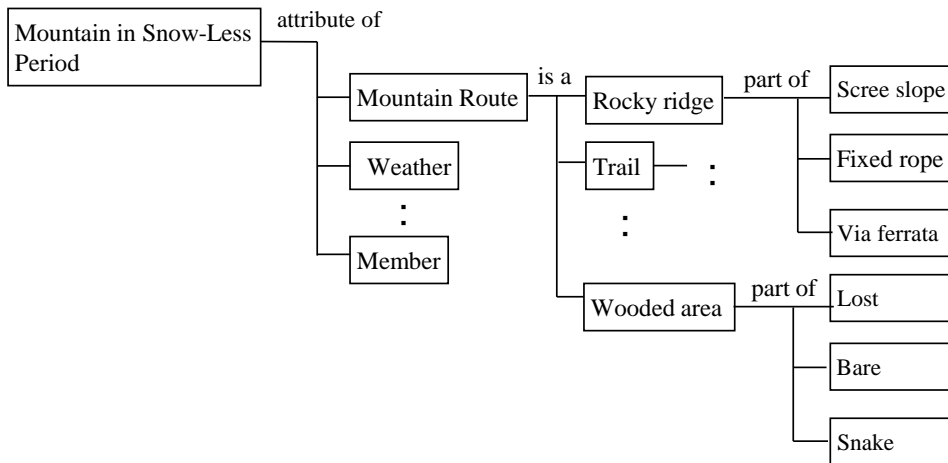 Mountain in Snow-Less
Period
attribute of
Mountain Route
is a
Rocky ridge
part of
Scree slope
Fixed rope
Via ferrata
Weather
Trail
Member
Wooded area
part of
Lost
Bare
Snake